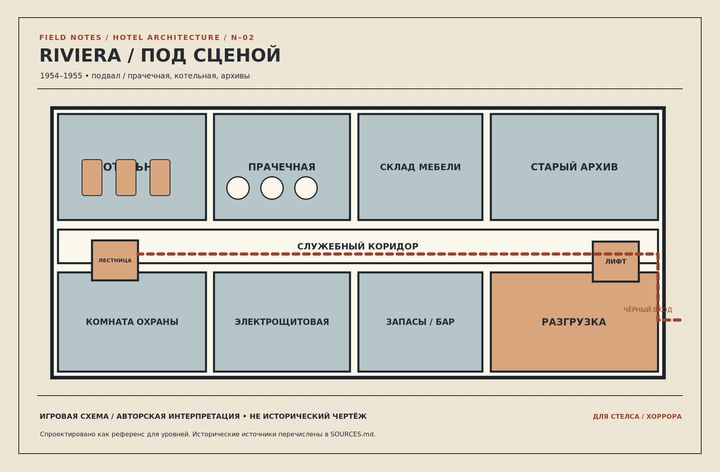 FIELD NOTES / HOTEL ARCHITECTURE / N–02
RIVIERA / ПОД СЦЕНОЙ
1954–1955 • подвал / прачечная, котельная, архивы
ПРАЧЕЧНАЯ
СКЛАД МЕБЕЛИ
СТАРЫЙ АРХИВ
СЛУЖЕБНЫЙ КОРИДОР
ЛЕСТНИЦА
ЛИФТ
ЧЁРНЫЙ ВХОД
КОМНАТА ОХРАНЫ
ЭЛЕКТРОЩИТОВАЯ
ЗАПАСЫ / БАР
РАЗГРУЗКА
ИГРОВАЯ СХЕМА / АВТОРСКАЯ ИНТЕРПРЕТАЦИЯ • НЕ ИСТОРИЧЕСКИЙ ЧЕРТЁЖ
ДЛЯ СТЕЛСА / ХОРРОРА
Спроектировано как референс для уровней. Исторические источники перечислены в SOURCES.md.